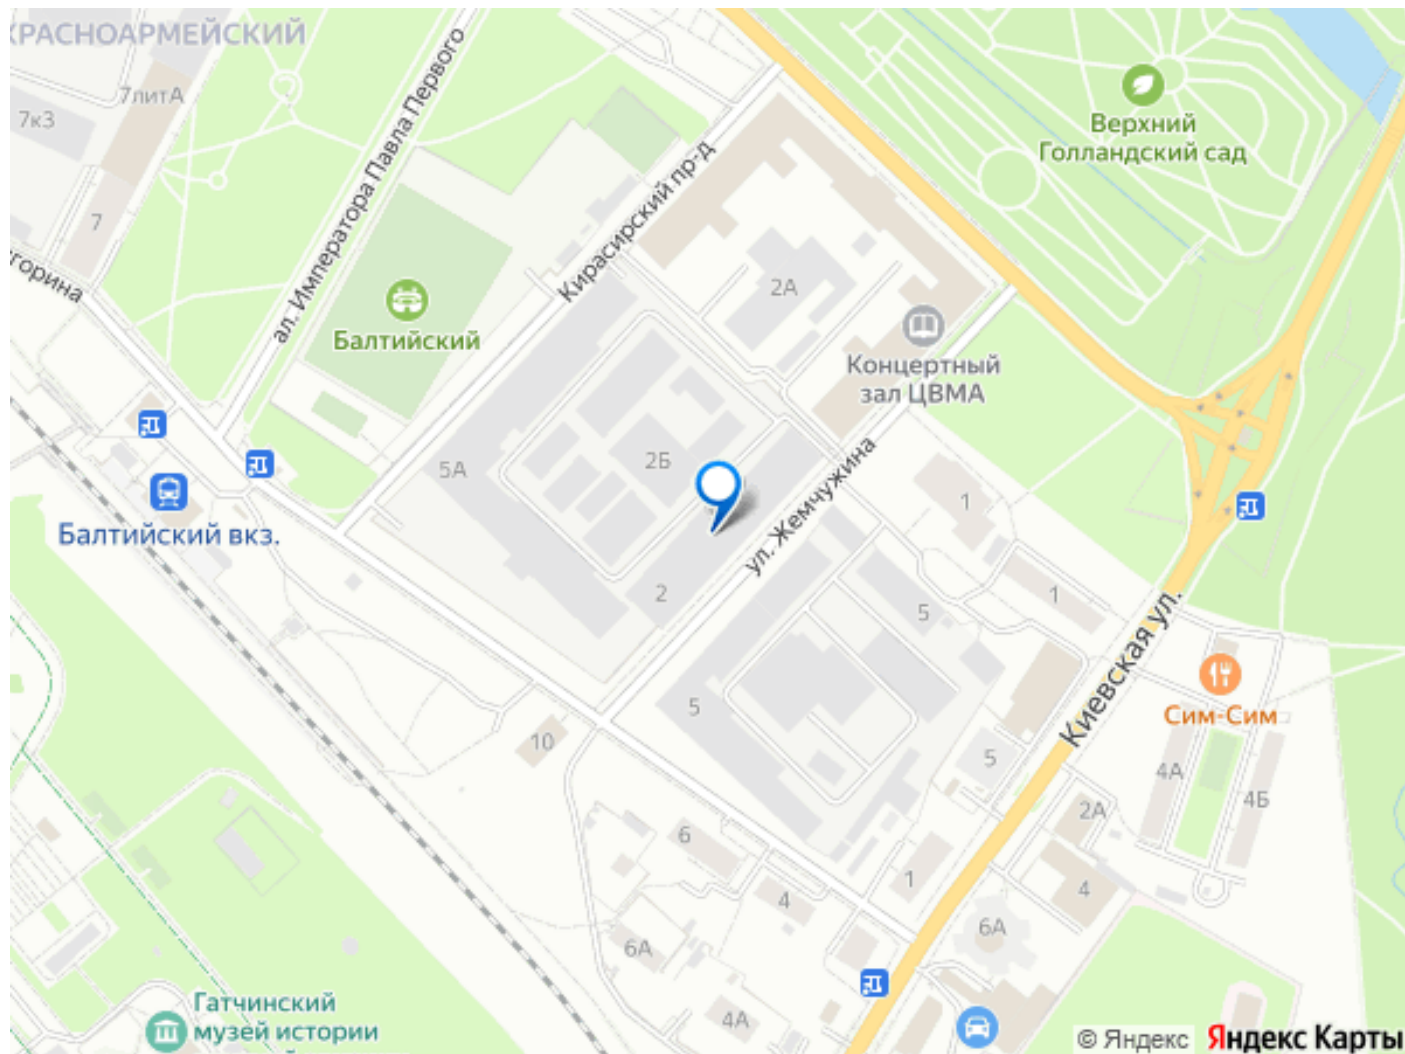 КРАСНОАРМЕЙСКИЙ
7литА
7к3
7
ал. Императора Павла Первого
Верхний
Голландский сад
Кирасирский пр-д
2А
Балтийский
Концертный
зал ЦВМА
5А
2Б
ул. Жемчужина
1
Балтийский вкз.
2
5
1
Киевская ул.
Сим-Сим
5
10
5
4А
4Б
2А
6
1
4
4
6А
6А
4А
Гатчинский
музей истории
© Яндекс Яндекс Карты